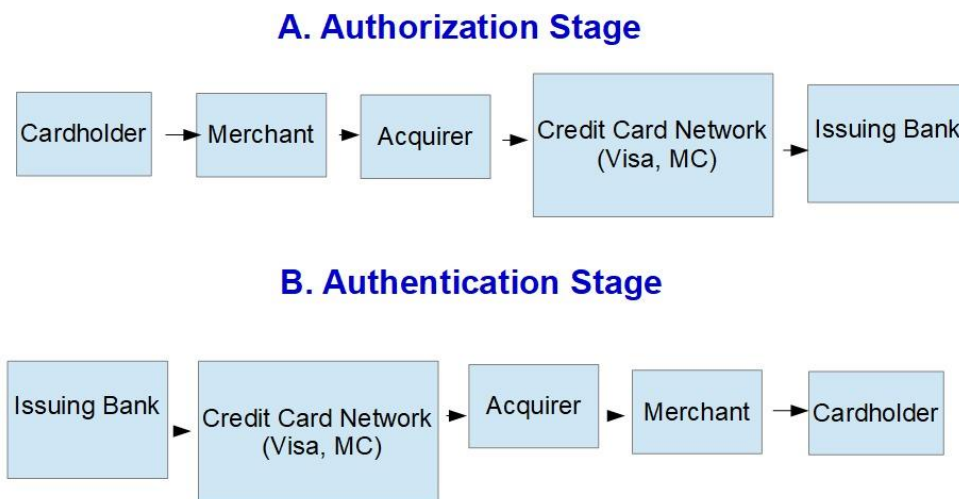 A. Authorization Stage
Cardholder
Merchant
Acquirer
Credit Card Network
(Visa, MC)
Issuing Bank
B. Authentication Stage
Issuing Bank
Credit Card Network
(Visa, MC)
Acquirer
Merchant
Cardholder